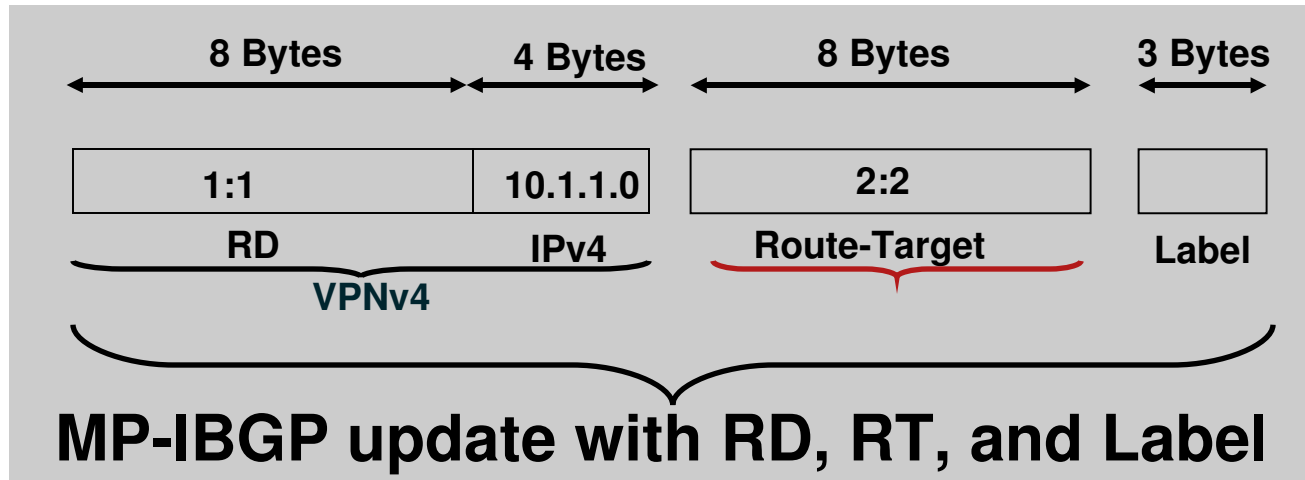 8 Bytes 4 Bytes 8 Bytes 3 Bytes
1:1 10.1.1.0 2:2
RD IPv4 Route-Target Label
VPNv4
MP-IBGP update with RD, RT, and Label